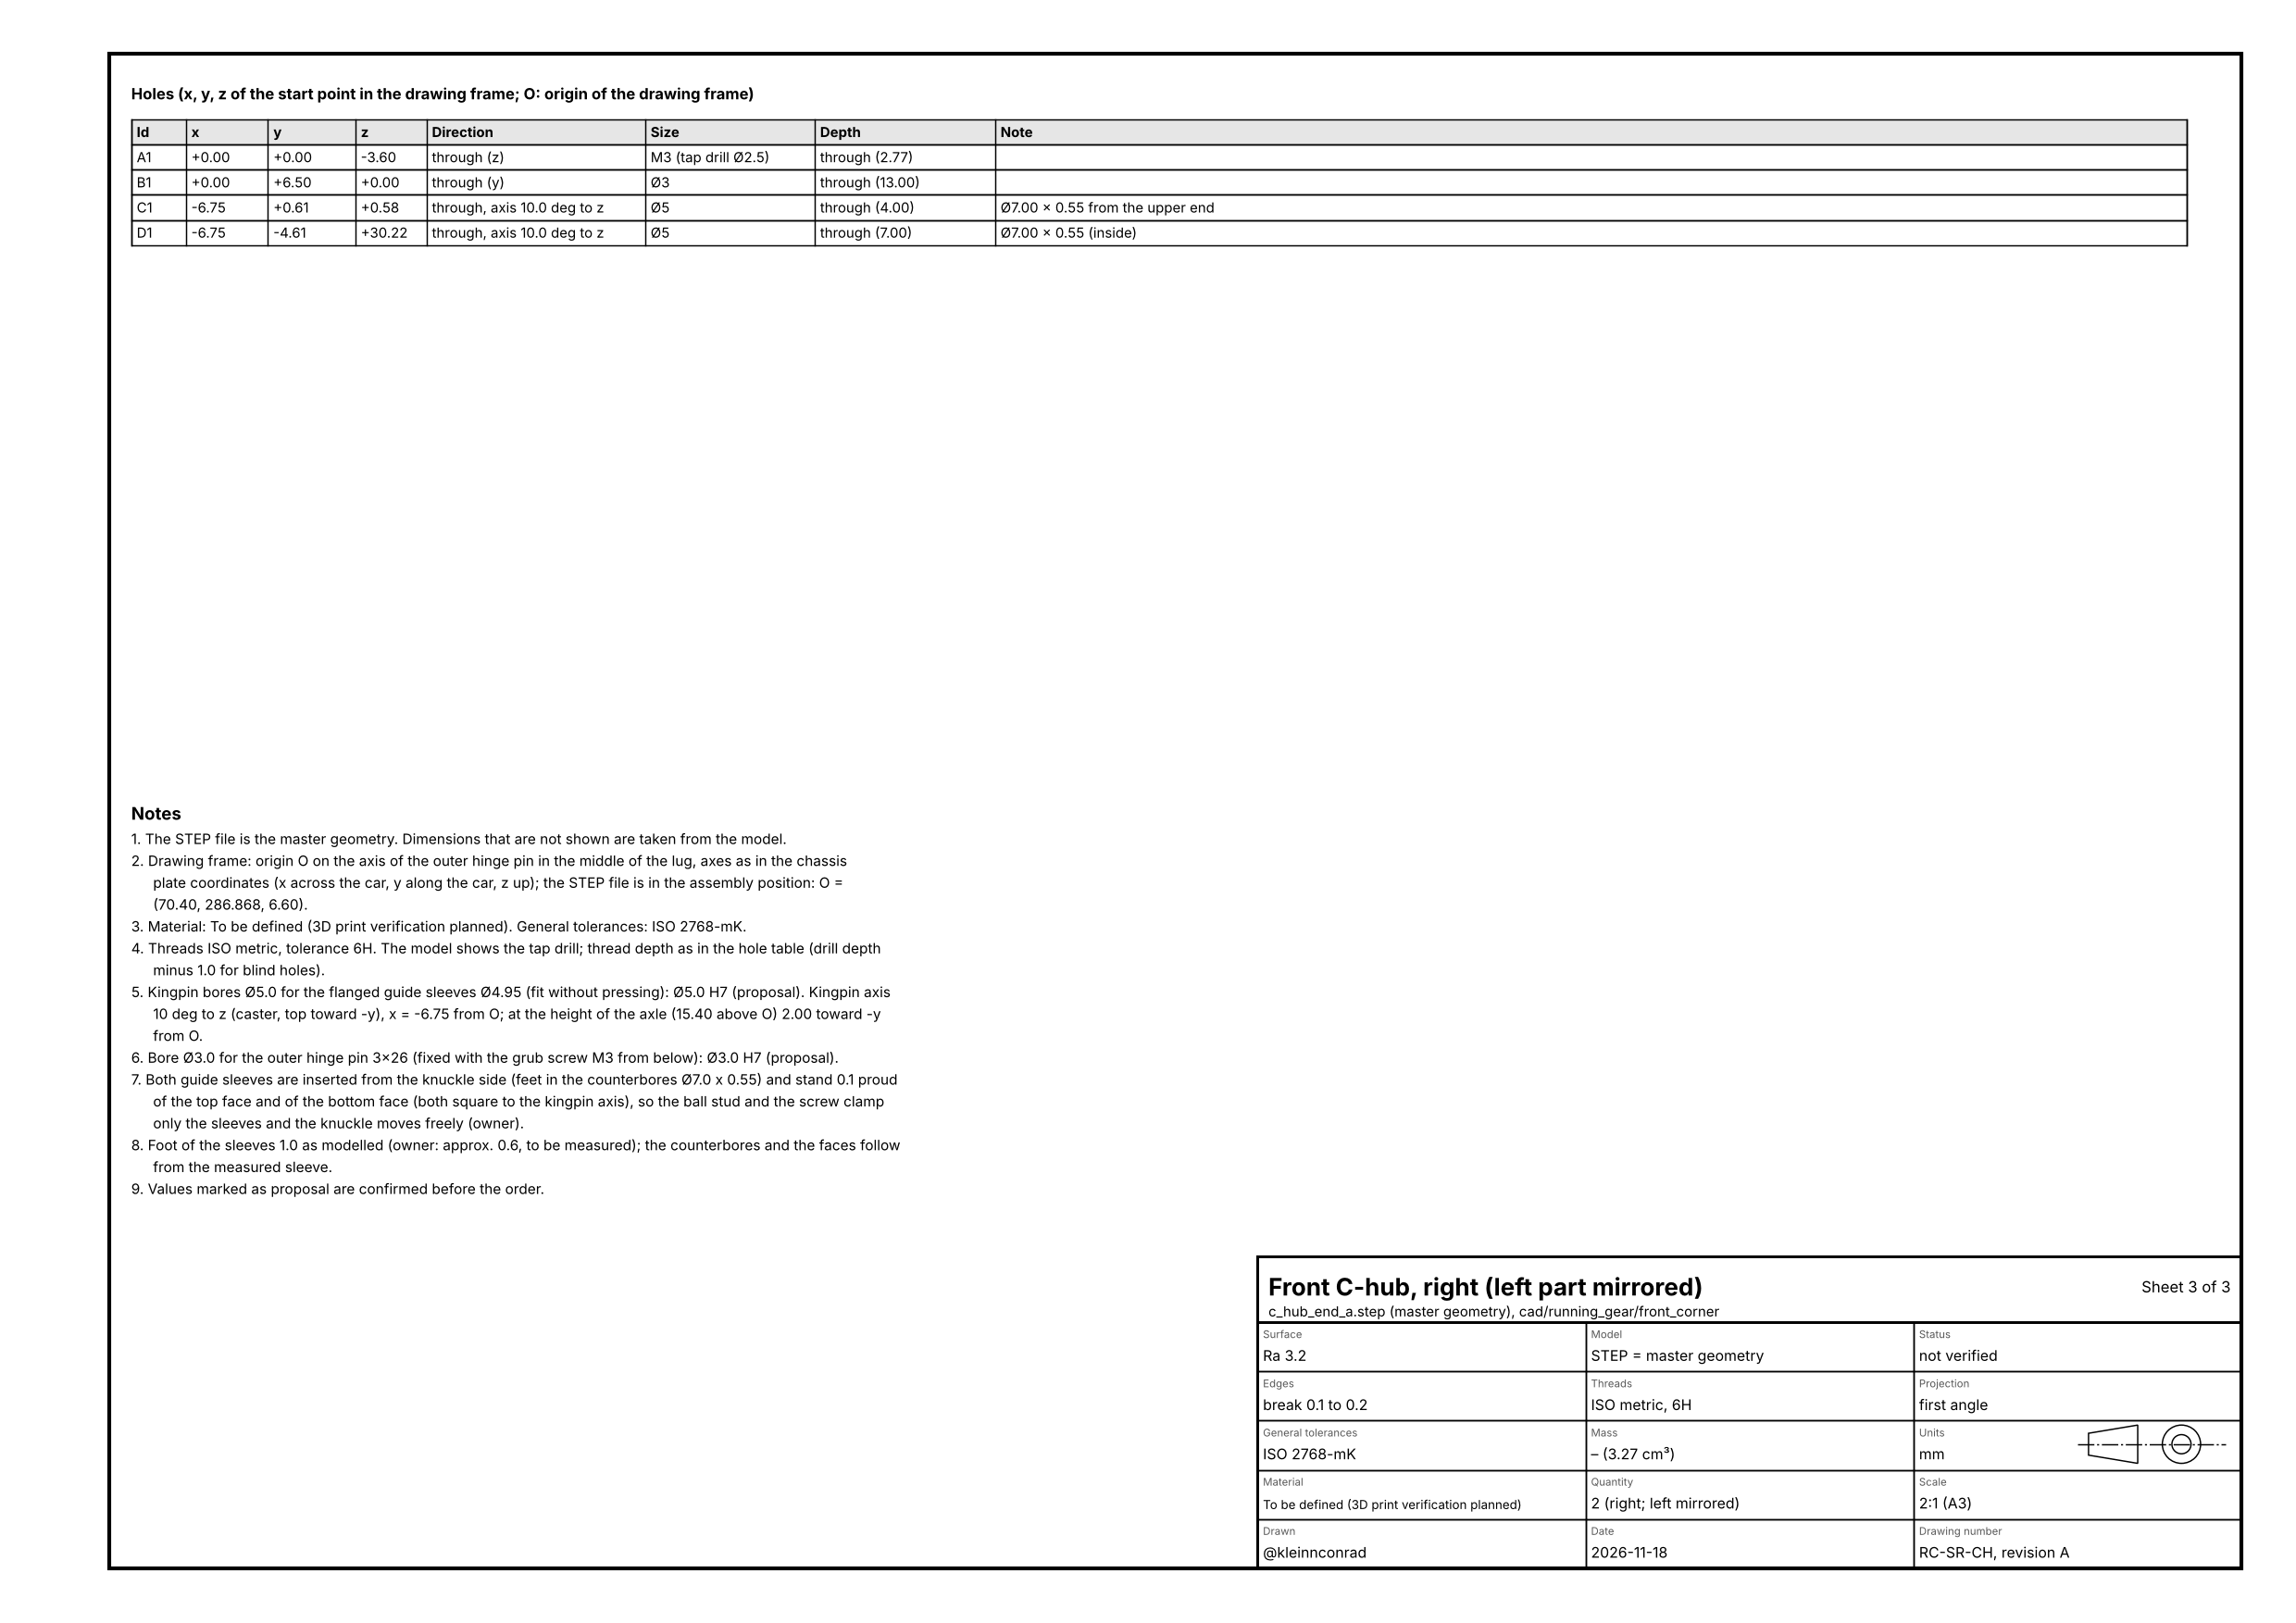 Holes (x, y, z of the start point in the drawing frame; O: origin of the drawing frame)
Id x y z Direction Size Depth Note
A1 +0.00 +0.00 -3.60 through (z) M3 (tap drill Ø2.5) through (2.77)
B1 +0.00 +6.50 +0.00 through (y) Ø3 through (13.00)
C1 -6.75 +0.61 +0.58 through, axis 10.0 deg to z Ø5 through (4.00) Ø7.00 × 0.55 from the upper end
D1 -6.75 -4.61 +30.22 through, axis 10.0 deg to z Ø5 through (7.00) Ø7.00 × 0.55 (inside)
Notes
1. The STEP file is the master geometry. Dimensions that are not shown are taken from the model.
2. Drawing frame: origin O on the axis of the outer hinge pin in the middle of the lug, axes as in the chassis
plate coordinates (x across the car, y along the car, z up); the STEP file is in the assembly position: O =
(70.40, 286.868, 6.60).
3. Material: To be defined (3D print verification planned). General tolerances: ISO 2768-mK.
4. Threads ISO metric, tolerance 6H. The model shows the tap drill; thread depth as in the hole table (drill depth
minus 1.0 for blind holes).
5. Kingpin bores Ø5.0 for the flanged guide sleeves Ø4.95 (fit without pressing): Ø5.0 H7 (proposal). Kingpin axis
10 deg to z (caster, top toward -y), x = -6.75 from O; at the height of the axle (15.40 above O) 2.00 toward -y
from O.
6. Bore Ø3.0 for the outer hinge pin 3×26 (fixed with the grub screw M3 from below): Ø3.0 H7 (proposal).
7. Both guide sleeves are inserted from the knuckle side (feet in the counterbores Ø7.0 x 0.55) and stand 0.1 proud
of the top face and of the bottom face (both square to the kingpin axis), so the ball stud and the screw clamp
only the sleeves and the knuckle moves freely (owner).
8. Foot of the sleeves 1.0 as modelled (owner: approx. 0.6, to be measured); the counterbores and the faces follow
from the measured sleeve.
9. Values marked as proposal are confirmed before the order.
Front C-hub, right (left part mirrored) Sheet 3 of 3
c_hub_end_a.step (master geometry), cad/running_gear/front_corner
Surface Model Status
Ra 3.2 STEP = master geometry not verified
Edges Threads Projection
break 0.1 to 0.2 ISO metric, 6H first angle
General tolerances Mass Units
ISO 2768-mK – (3.27 cm³) mm
Material Quantity Scale
To be defined (3D print verification planned) 2 (right; left mirrored) 2:1 (A3)
Drawn Date Drawing number
@kleinnconrad 2026-11-18 RC-SR-CH, revision A